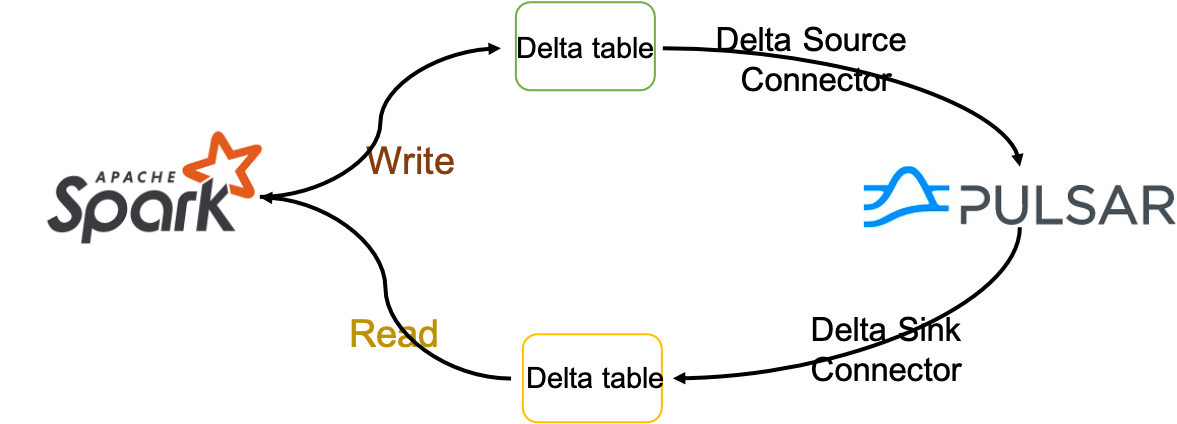 Delta table
Delta Source
Connector
Write
APACHE
Spark
PULSAR
Read
Delta Sink
Connector
Delta table